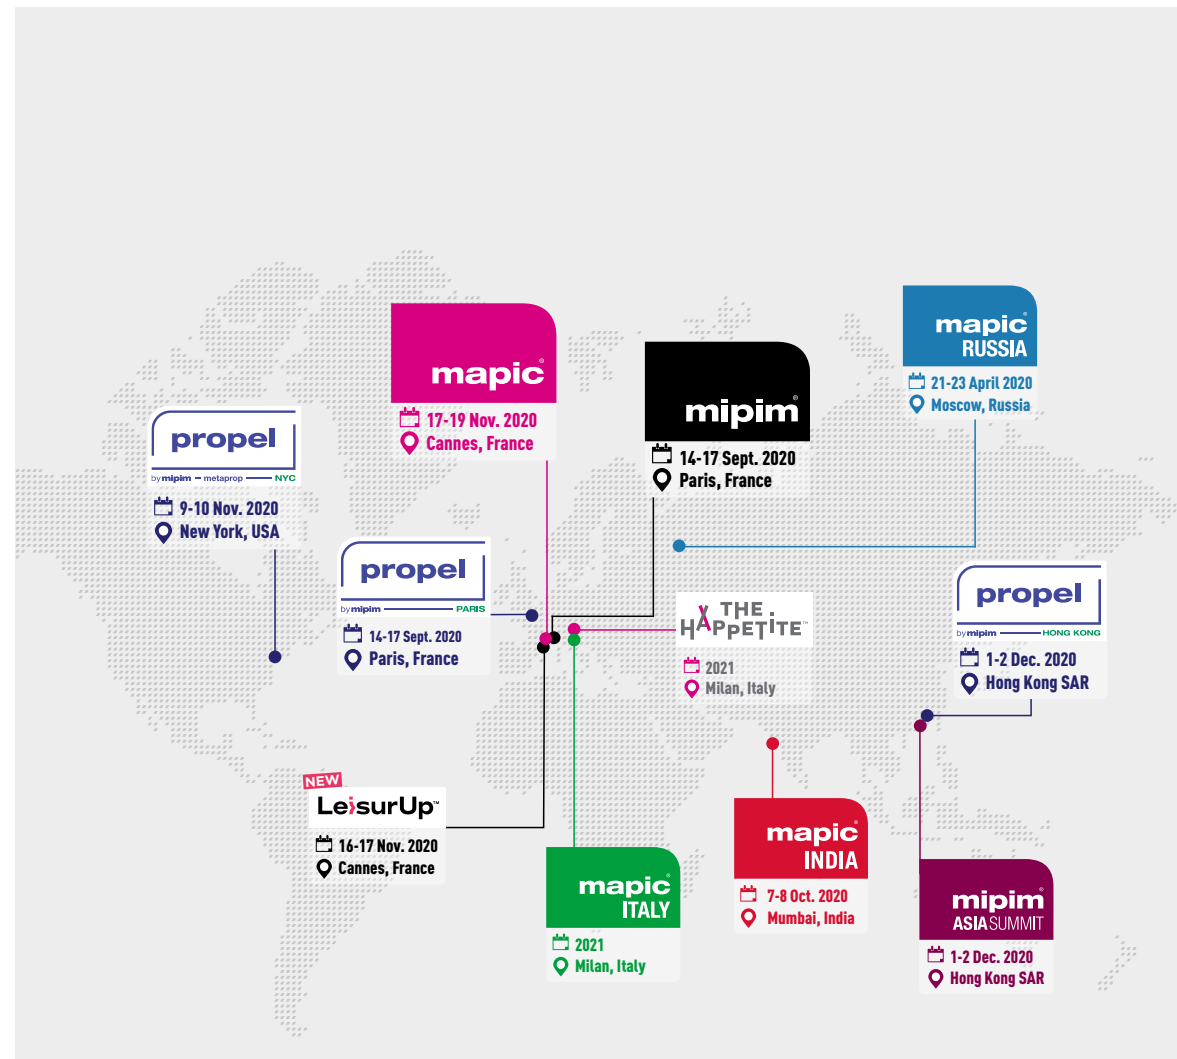 mapic®
17-19 Nov. 2020
Cannes, France
mipim®
14-17 Sept. 2020
Paris, France
mapic®
RUSSIA
21-23 April 2020
Moscow, Russia
propel
by mipim — metaprop — NYC
9-10 Nov. 2020
New York, USA
propel
by mipim — PARIS
14-17 Sept. 2020
Paris, France
THE
HAPPETITE™
2021
Milan, Italy
propel
by mipim — HONG KONG
1-2 Dec. 2020
Hong Kong SAR
NEW
LeisurUp™
16-17 Nov. 2020
Cannes, France
mapic®
ITALY
2021
Milan, Italy
mapic®
INDIA
7-8 Oct. 2020
Mumbai, India
mipim®
ASIA SUMMIT
1-2 Dec. 2020
Hong Kong SAR